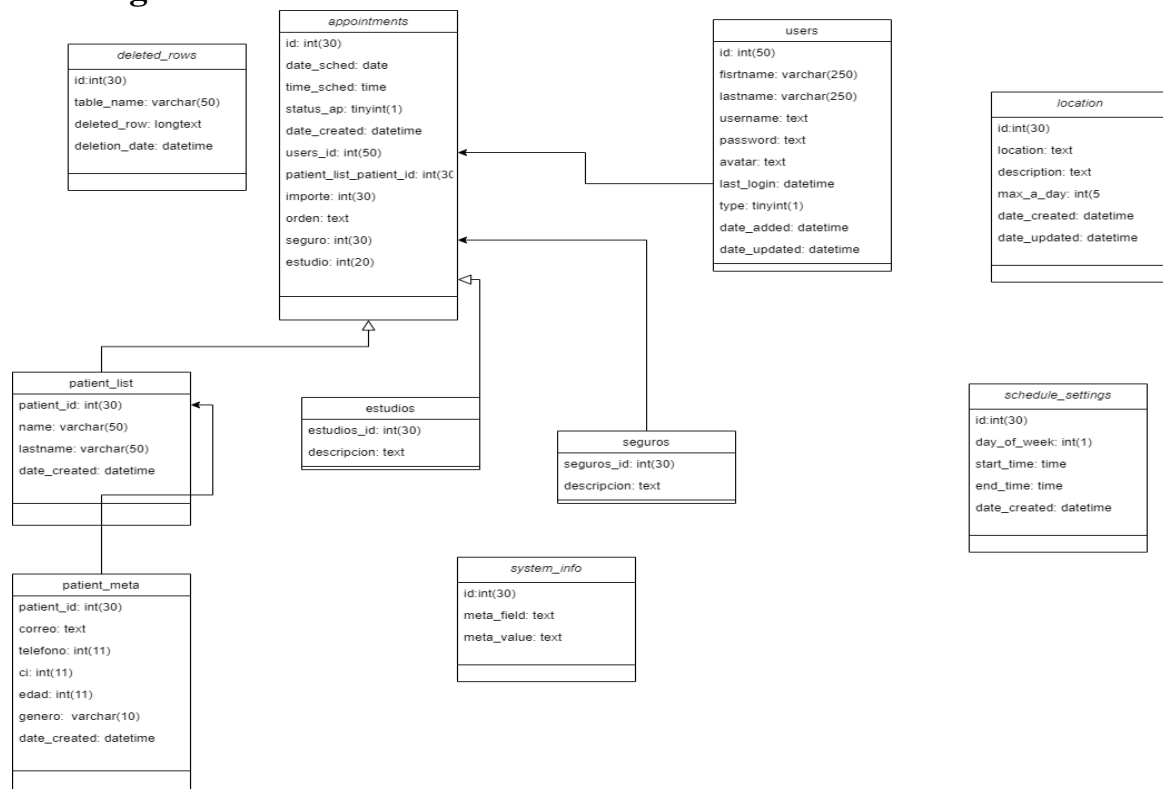 appointments
id: int(30)
date_sched: date
time_sched: time
status_ap: tinyint(1)
date_created: datetime
users_id: int(50)
patient_list_patient_id: int(30
importe: int(30)
orden: text
seguro: int(30)
estudio: int(20)
deleted_rows
id:int(30)
table_name: varchar(50)
deleted_row: longtext
deletion_date: datetime
users
id: int(50)
fisrtname: varchar(250)
lastname: varchar(250)
username: text
password: text
avatar: text
last_login: datetime
type: tinyint(1)
date_added: datetime
date_updated: datetime
location
id:int(30)
location: text
description: text
max_a_day: int(5
date_created: datetime
date_updated: datetime
patient_list
patient_id: int(30)
name: varchar(50)
lastname: varchar(50)
date_created: datetime
estudios
estudios_id: int(30)
descripcion: text
seguros
seguros_id: int(30)
descripcion: text
schedule_settings
id:int(30)
day_of_week: int(1)
start_time: time
end_time: time
date_created: datetime
system_info
id:int(30)
meta_field: text
meta_value: text
patient_meta
patient_id: int(30)
correo: text
telefono: int(11)
ci: int(11)
edad: int(11)
genero: varchar(10)
date_created: datetime